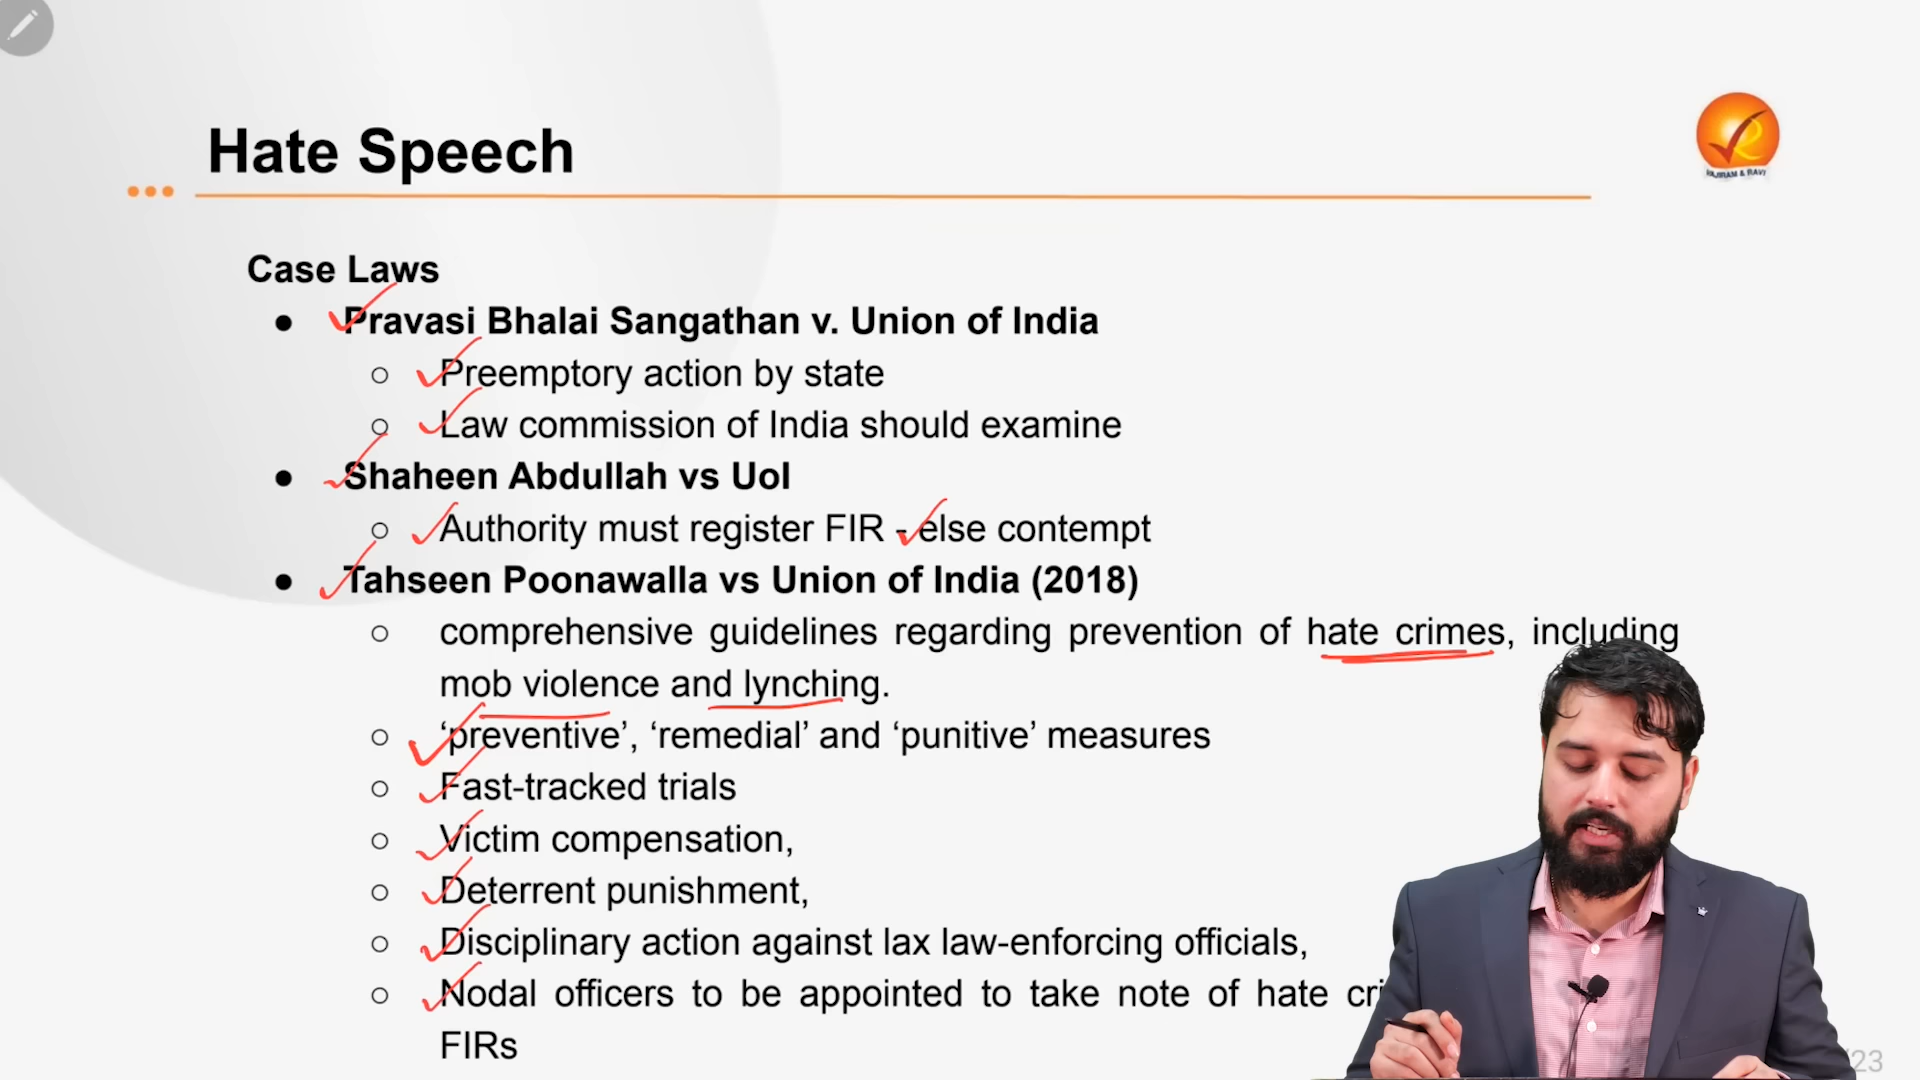 Hate Speech
RAJIRAM & RAVI
Case Laws
● Pravasi Bhalai Sangathan v. Union of India
○ Preemptory action by state
○ Law commission of India should examine
● Shaheen Abdullah vs UoI
○ Authority must register FIR - else contempt
● Tahseen Poonawalla vs Union of India (2018)
○ comprehensive guidelines regarding prevention of hate crimes, including
mob violence and lynching.
○ ‘preventive’, ‘remedial’ and ‘punitive’ measures
○ Fast-tracked trials
○ Victim compensation,
○ Deterrent punishment,
○ Disciplinary action against lax law-enforcing officials,
○ Nodal officers to be appointed to take note of hate
FIRs
23